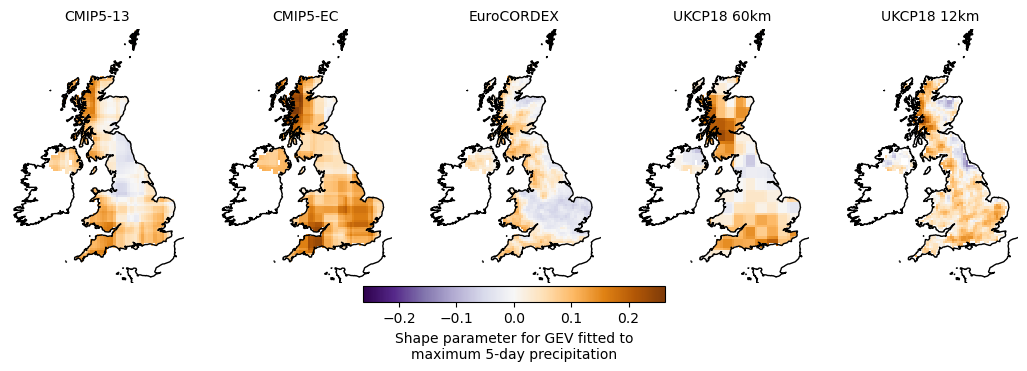 CMIP5-13 CMIP5-EC EuroCORDEX UKCP18 60km UKCP18 12km
−0.2 −0.1 0.0 0.1 0.2
Shape parameter for GEV fitted to
maximum 5-day precipitation